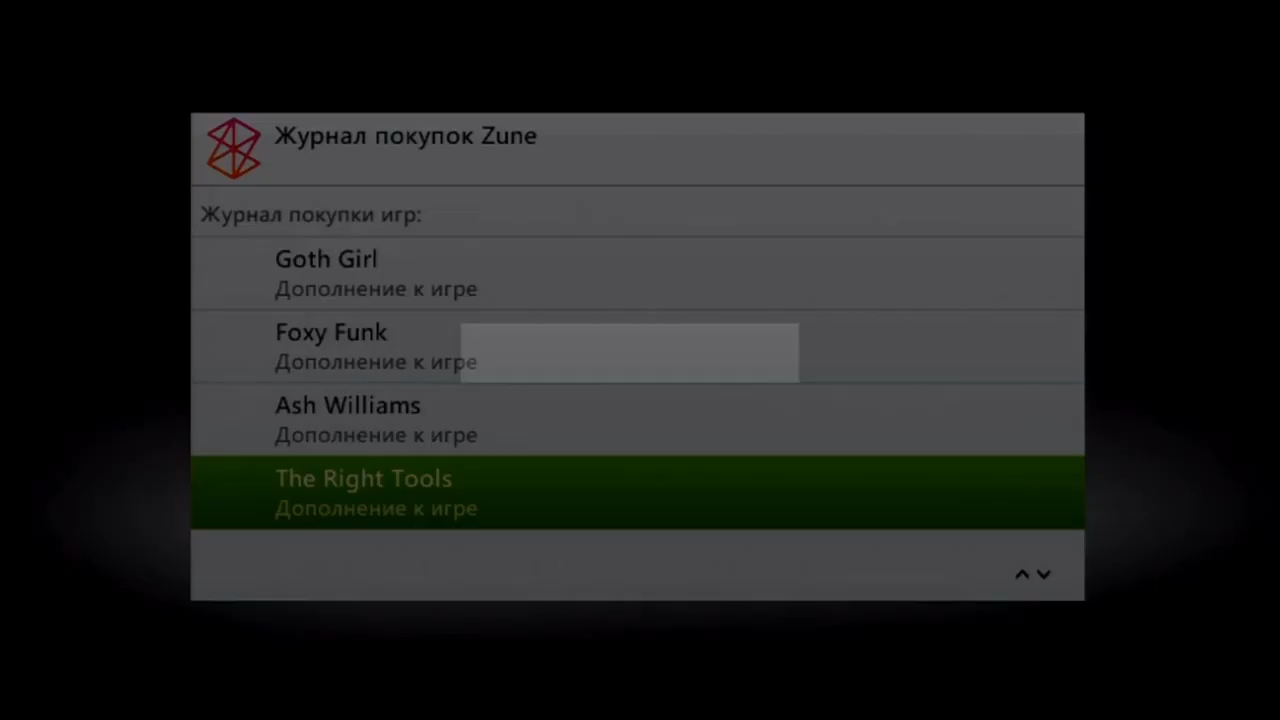 Журнал покупок Zune
Журнал покупки игр:
Goth Girl
Дополнение к игре
Foxy Funk
Дополнение к игре
Ash Williams
Дополнение к игре
The Right Tools
Дополнение к игре